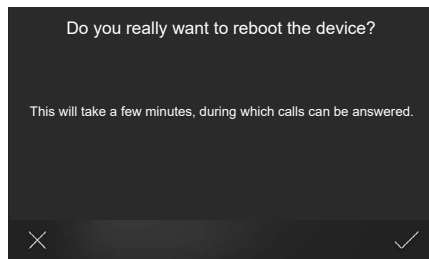 Do you really want to reboot the device?
This will take a few minutes, during which calls can be answered.